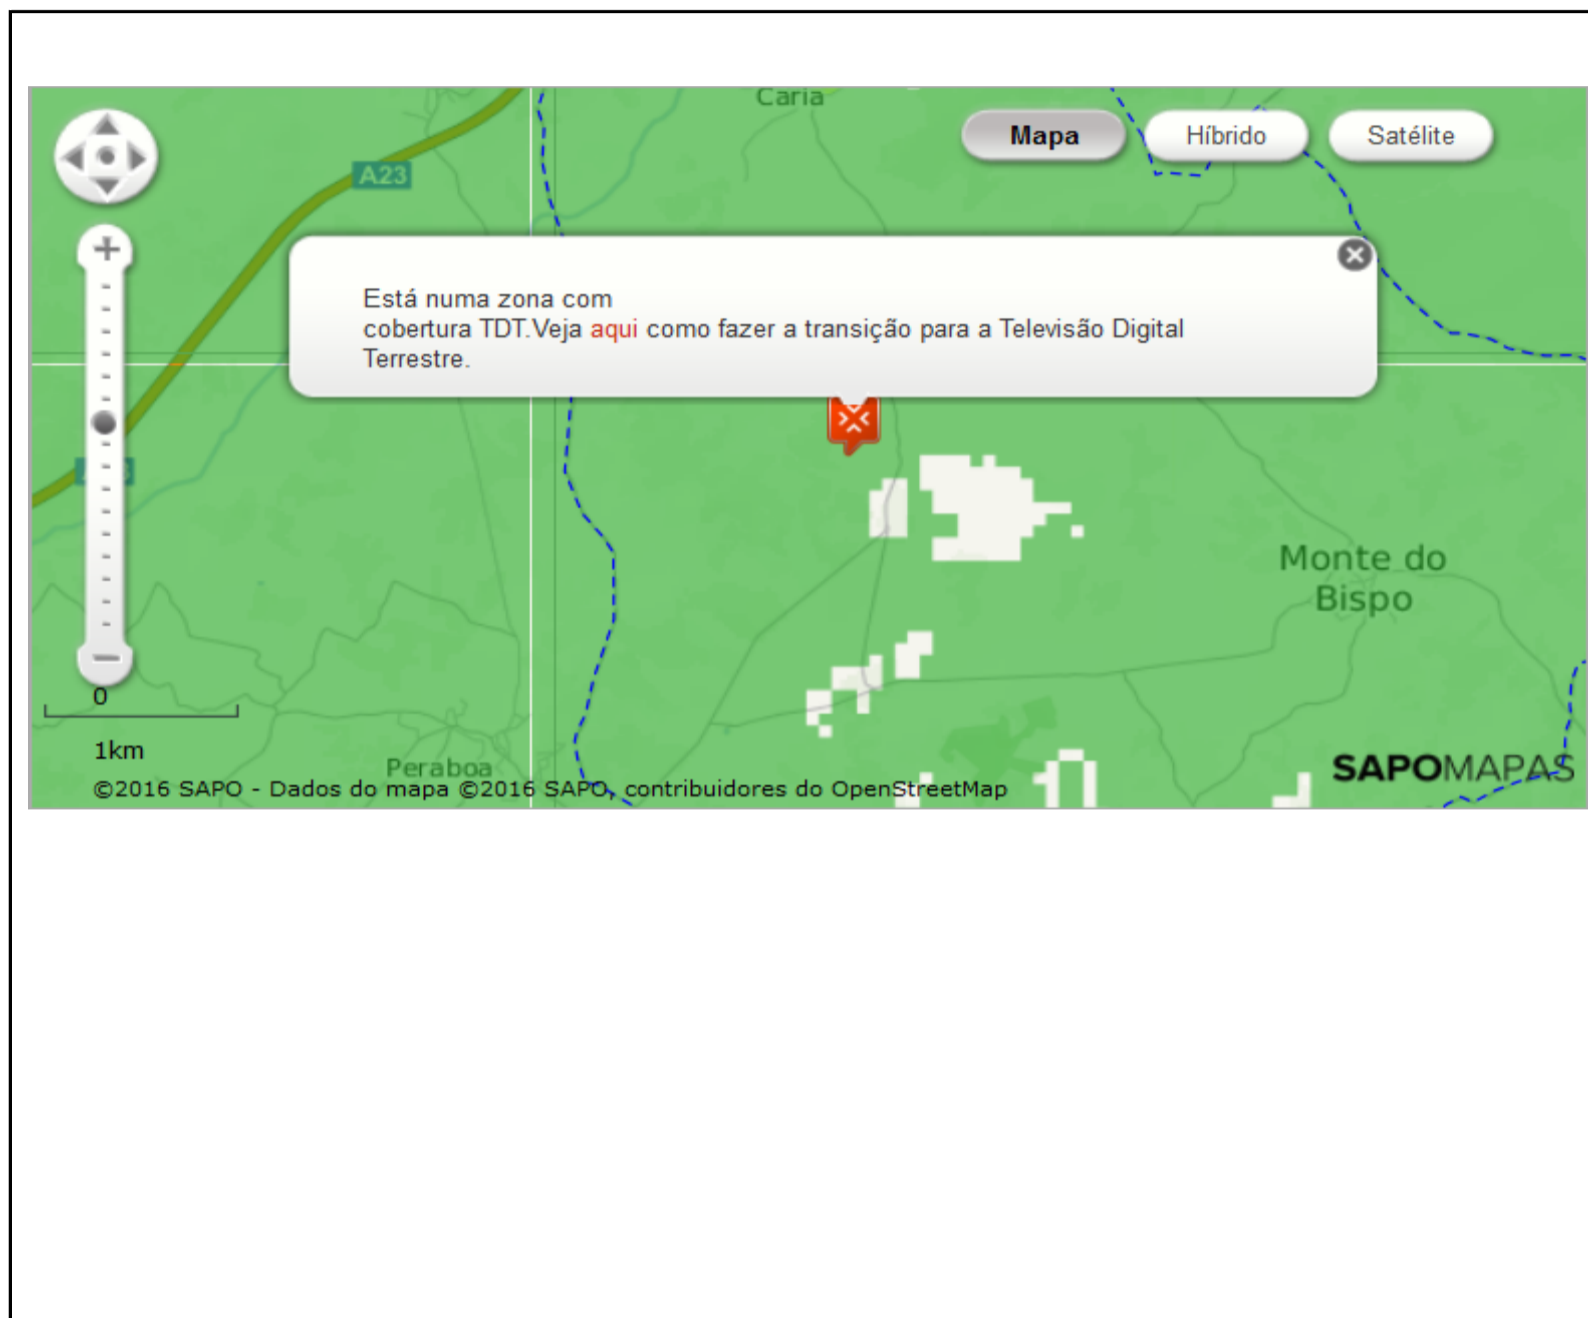 Caria
Mapa
Híbrido
Satélite
A23
Está numa zona com
cobertura TDT.Veja aqui como fazer a transição para a Televisão Digital
Terrestre.
Monte do
Bispo
0
1km
Peraboa
SAPOMAPAS
©2016 SAPO - Dados do mapa ©2016 SAPO, contribuidores do OpenStreetMap